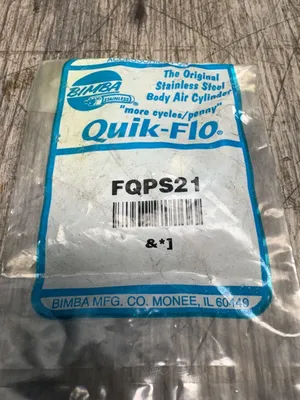 BIMBA
STAINLESS
The Original
Stainless Steel
Body Air Cylinder
"more cycles/penny"
Quik-Flo®
FQPS21
&*]
BIMBA MFG. CO. MONEE, IL 60449